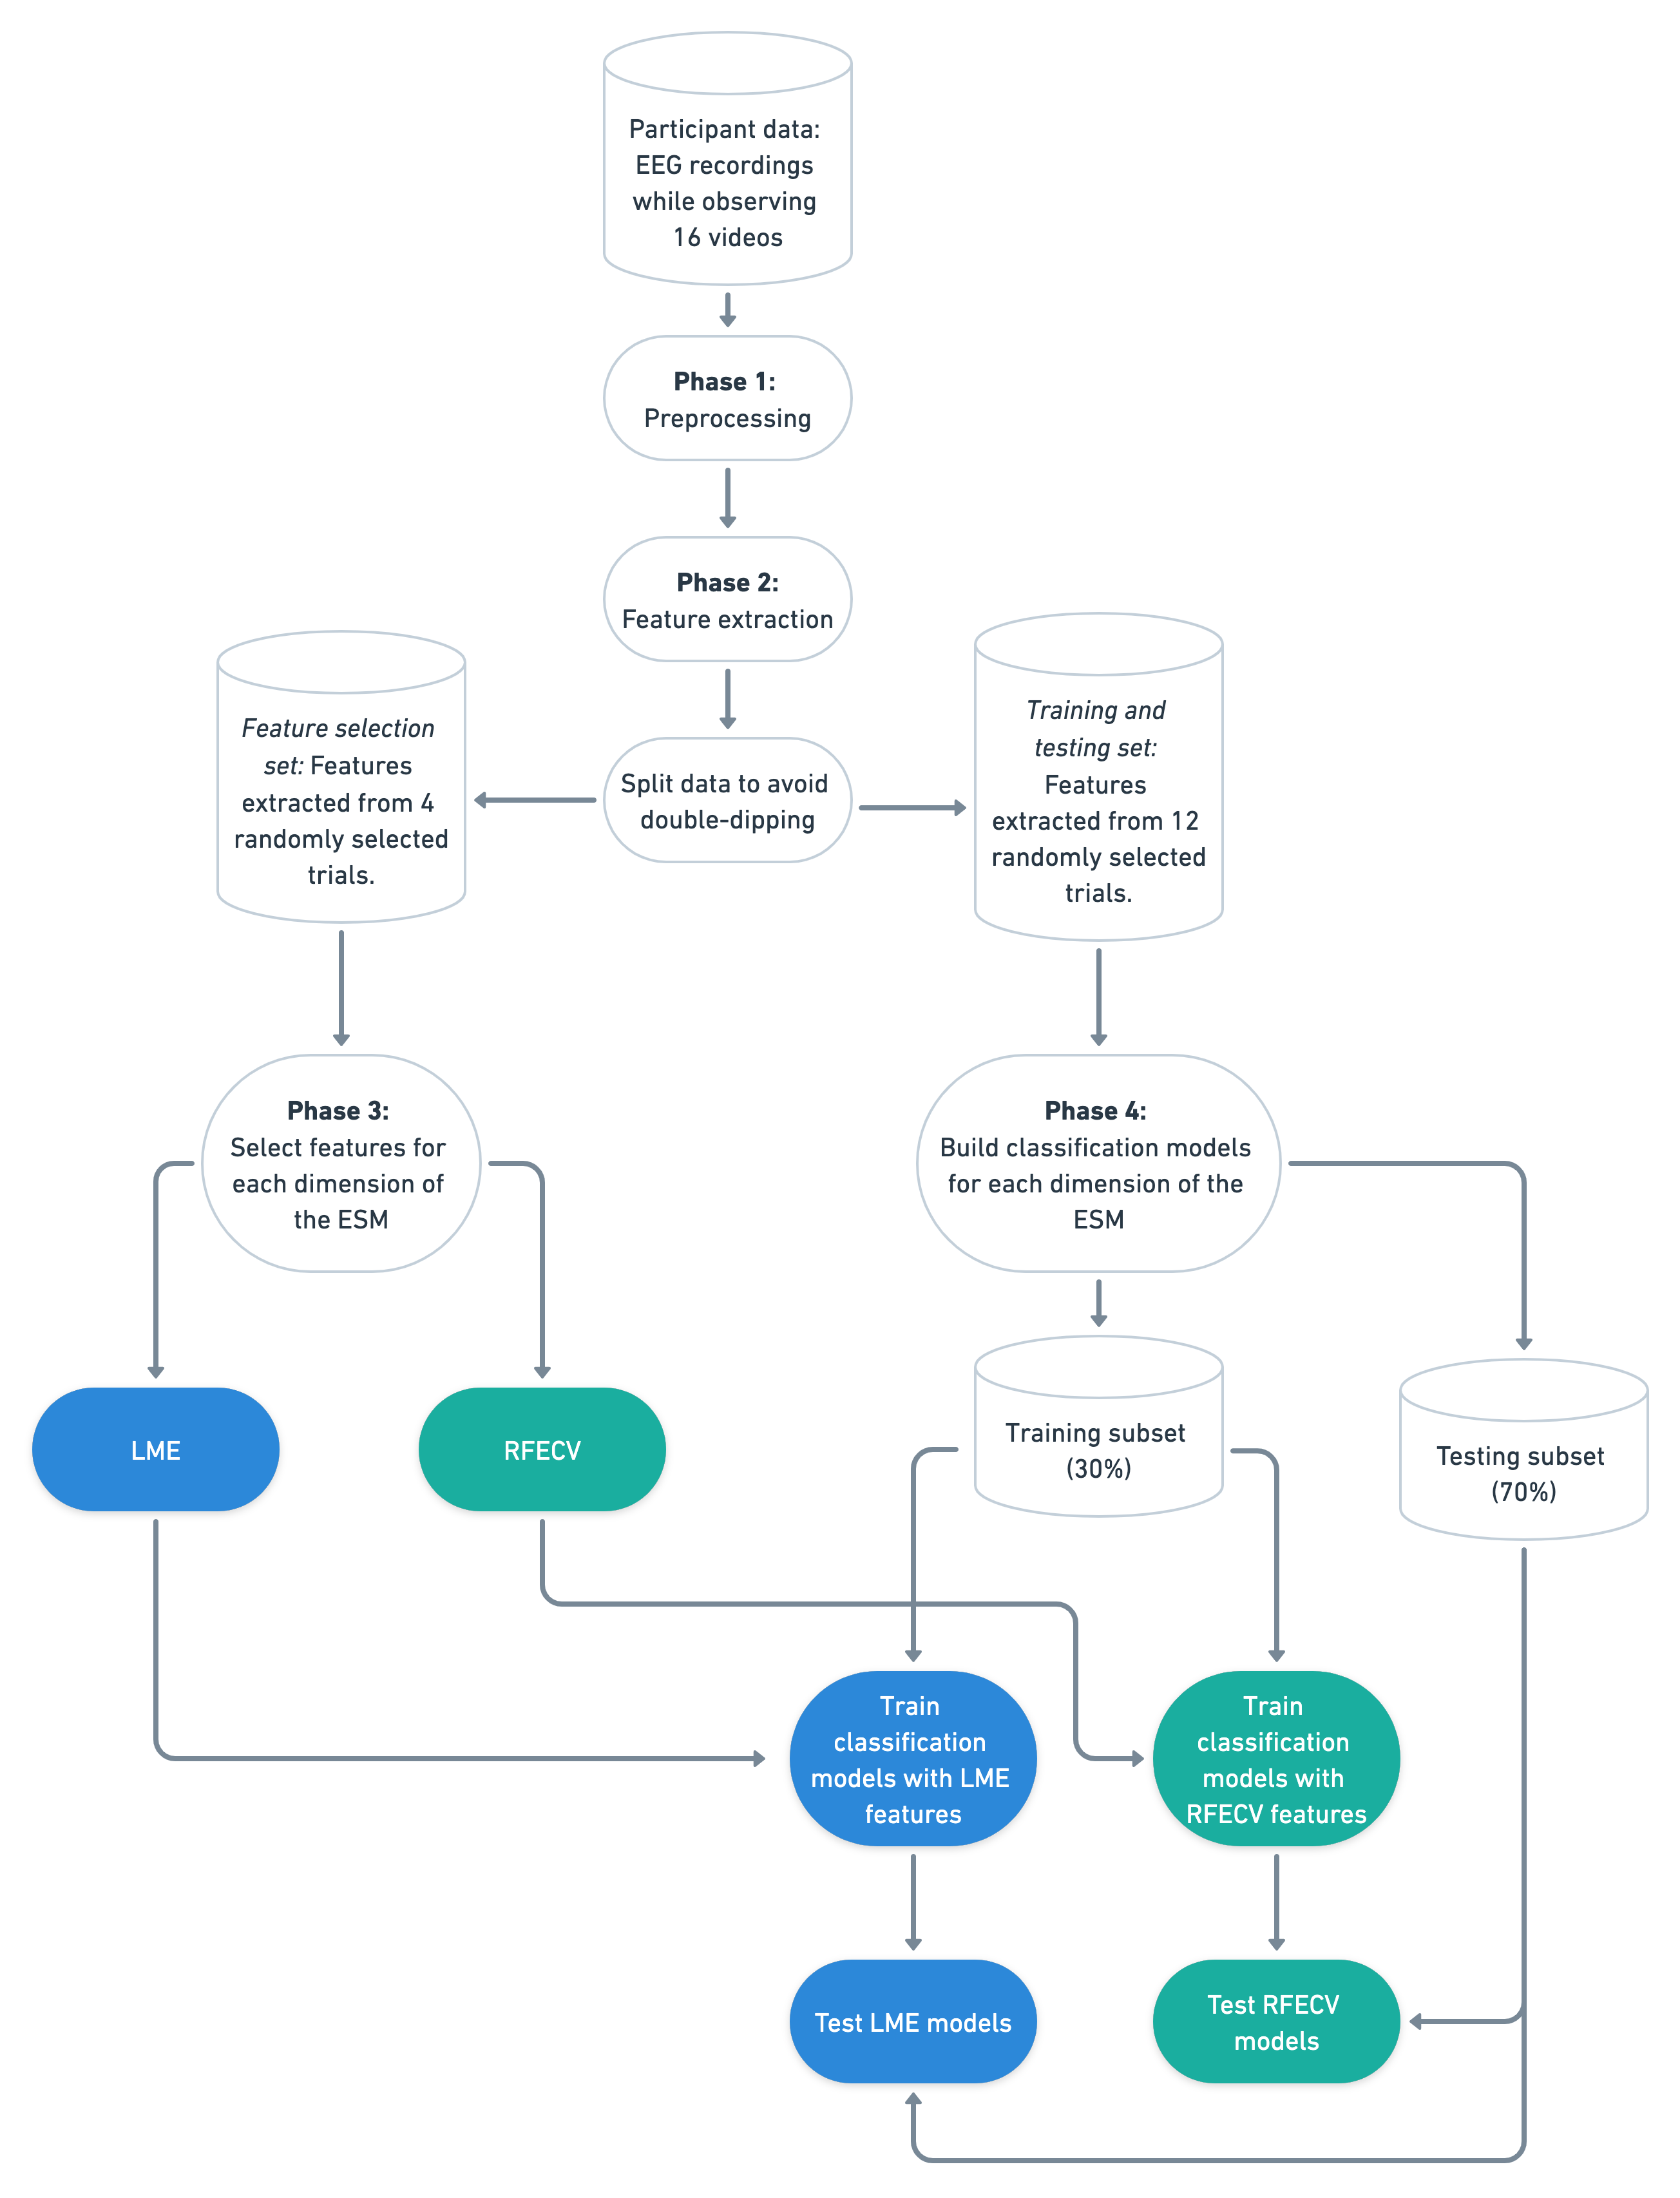 Participant data:
EEG recordings
while observing
16 videos
Phase 1:
Preprocessing
Phase 2:
Feature extraction
Split data to avoid
double-dipping
Feature selection
set: Features
extracted from 4
randomly selected
trials.
Training and
testing set:
Features
extracted from 12
randomly selected
trials.
Phase 3:
Select features for
each dimension of
the ESM
Phase 4:
Build classification models
for each dimension of the
ESM
LME
RFECV
Training subset
(30%)
Testing subset
(70%)
Train
classification
models with LME
features
Train
classification
models with
RFECV features
Test LME models
Test RFECV
models